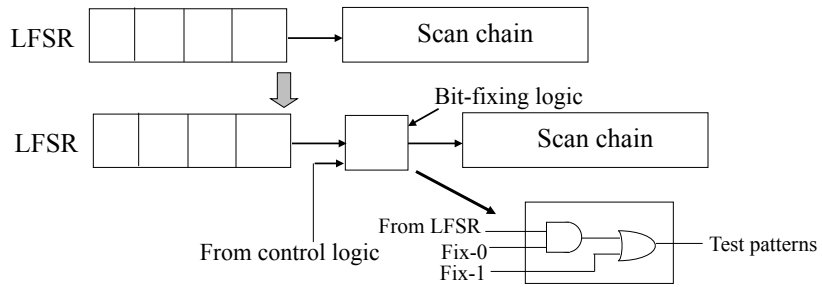 LFSR
Scan chain
Bit-fixing logic
LFSR
Scan chain
From control logic
From LFSR
Fix-0
Fix-1
Test patterns